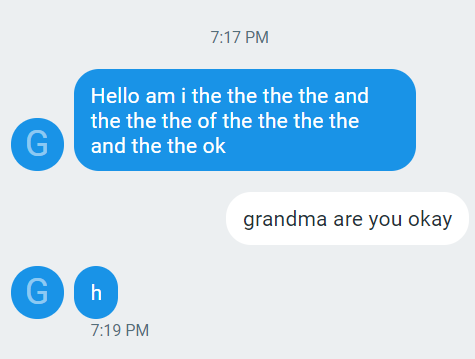 7:17 PM
Hello am i the the the the and
the the the of the the the the
and the the ok
G
grandma are you okay
G
h
7:19 PM